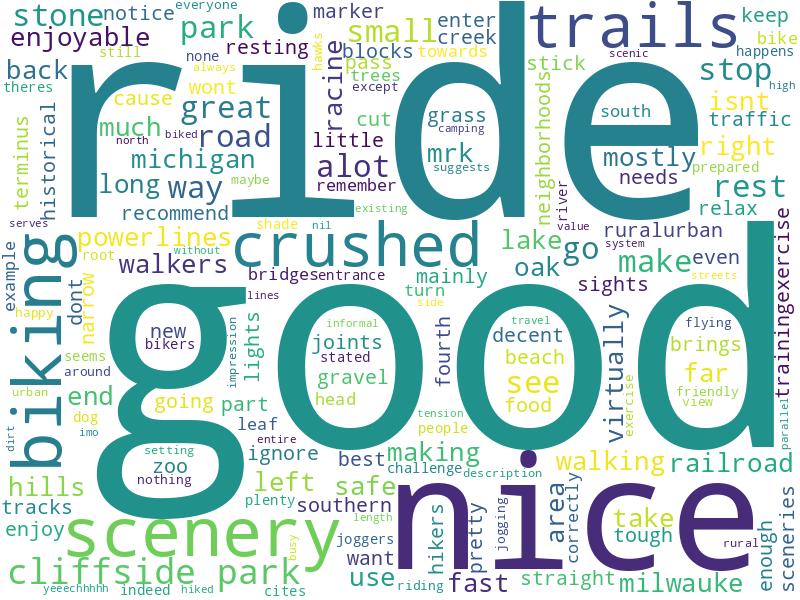 everyone
stone notice park marker enter trails keep
enjoyable small creek bike
still none resting blocks towards scenic happens
back hawks pass stop
theres always trees except high
ride
cause wont great racine neighborhoods stick isnt
terminus historical much road alot cut grass south traffic
north biked camping right
michigan little mrk mostly
suggests prepared
long way maybe remember needs rest
recommend existing river relax
serves shade nil value
powerlines crushed lake go ruralurban
example biking root without system even
walkers bridges entrance mainly oak make sights
narrow dont lines turn streets
happy side
new lights impression informal travel flying
good
bikers joints decent virtually brings trainingexercise
seems stated fourth beach
around gravel see far
urban head food friendly
end going part tension exercise view
dog people parallel
dirt imo leaf
setting entire best making walking
zoo ignore challenge railroad
nothing description
hills left safe nice area correctly
tracks plenty southern take
enjoy length hikers pretty jogging tough
scenery busy joggers want rural enough sceneries
cliffside park use fast straight milwauke
yeeechhhhh indeed hiked cites riding